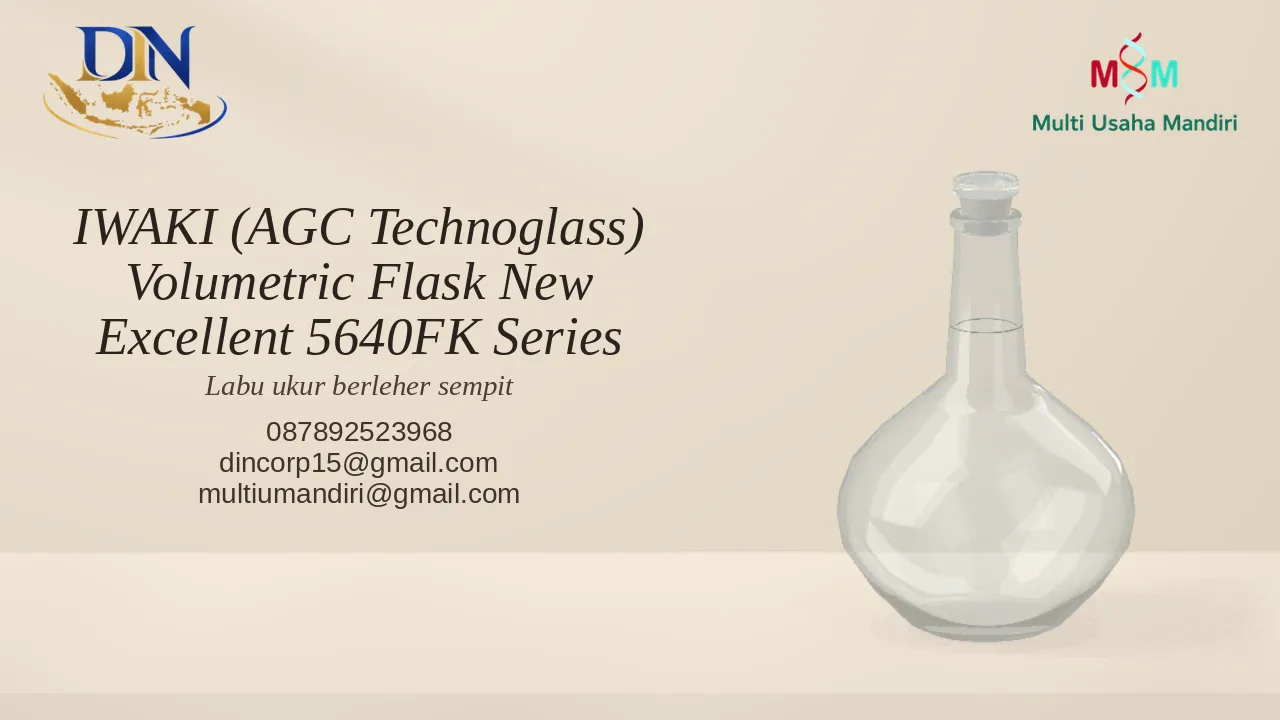 DIN
M M
Multi Usaha Mandiri
IWAKI (AGC Technoglass)
Volumetric Flask New
Excellent 5640FK Series
Labu ukur berleher sempit
087892523968
dincorp15@gmail.com
multiumandiri@gmail.com